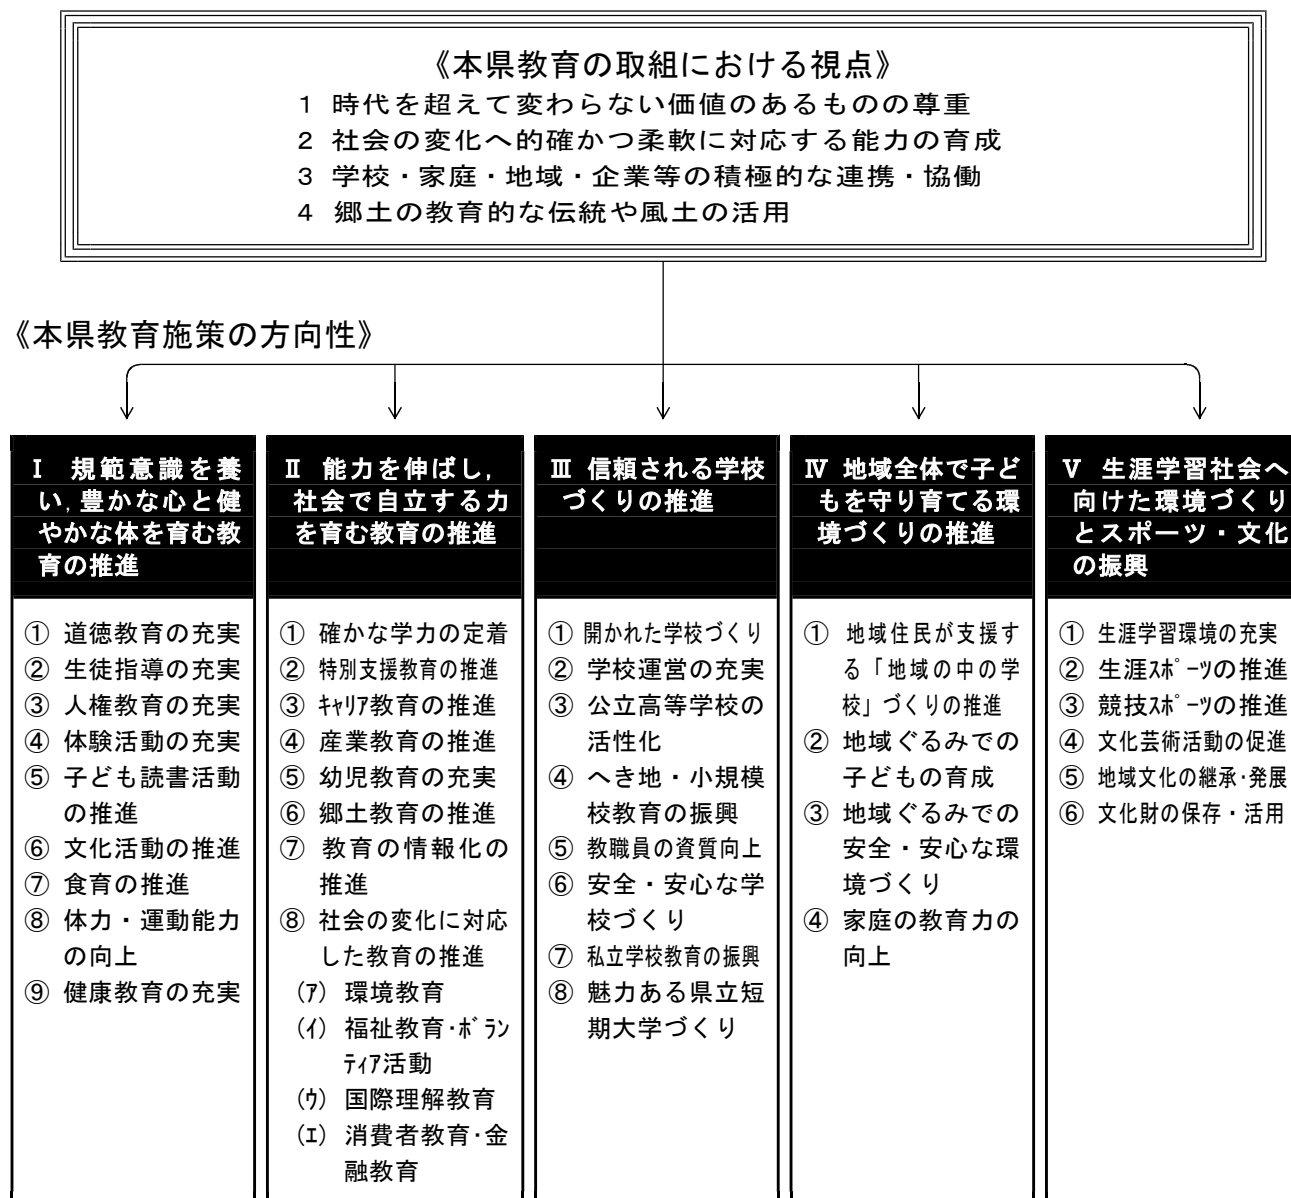 《本県教育の取組における視点》
1 時代を超えて変わらない価値のあるものの尊重
2 社会の変化へ的確かつ柔軟に対応する能力の育成
3 学校・家庭・地域・企業等の積極的な連携・協働
4 郷土の教育的な伝統や風土の活用
《本県教育施策の方向性》
Ⅰ 規範意識を養
い,豊かな心と健
やかな体を育む教
育の推進
① 道徳教育の充実
② 生徒指導の充実
③ 人権教育の充実
④ 体験活動の充実
⑤ 子ども読書活動
の推進
⑥ 文化活動の推進
⑦ 食育の推進
⑧ 体力・運動能力
の向上
⑨ 健康教育の充実
Ⅱ 能力を伸ばし,
社会で自立する力
を育む教育の推進
① 確かな学力の定着
② 特別支援教育の推進
③ ｷｬﾘｱ教育の推進
④ 産業教育の推進
⑤ 幼児教育の充実
⑥ 郷土教育の推進
⑦ 教育の情報化の
推進
⑧ 社会の変化に対応
した教育の推進
(ｱ) 環境教育
(ｲ) 福祉教育･ﾎﾞﾗﾝ
ﾃｨｱ活動
(ｳ) 国際理解教育
(ｴ) 消費者教育･金
融教育
Ⅲ 信頼される学校
づくりの推進
① 開かれた学校づくり
② 学校運営の充実
③ 公立高等学校の
活性化
④ へき地・小規模
校教育の振興
⑤ 教職員の資質向上
⑥ 安全・安心な学
校づくり
⑦ 私立学校教育の振興
⑧ 魅力ある県立短
期大学づくり
Ⅳ 地域全体で子ど
もを守り育てる環
境づくりの推進
① 地域住民が支援す
る「地域の中の学
校」づくりの推進
② 地域ぐるみでの
子どもの育成
③ 地域ぐるみでの
安全・安心な環
境づくり
④ 家庭の教育力の
向上
Ⅴ 生涯学習社会へ
向けた環境づくり
とスポーツ・文化
の振興
① 生涯学習環境の充実
② 生涯ｽﾎﾟｰﾂの推進
③ 競技ｽﾎﾟｰﾂの推進
④ 文化芸術活動の促進
⑤ 地域文化の継承･発展
⑥ 文化財の保存・活用